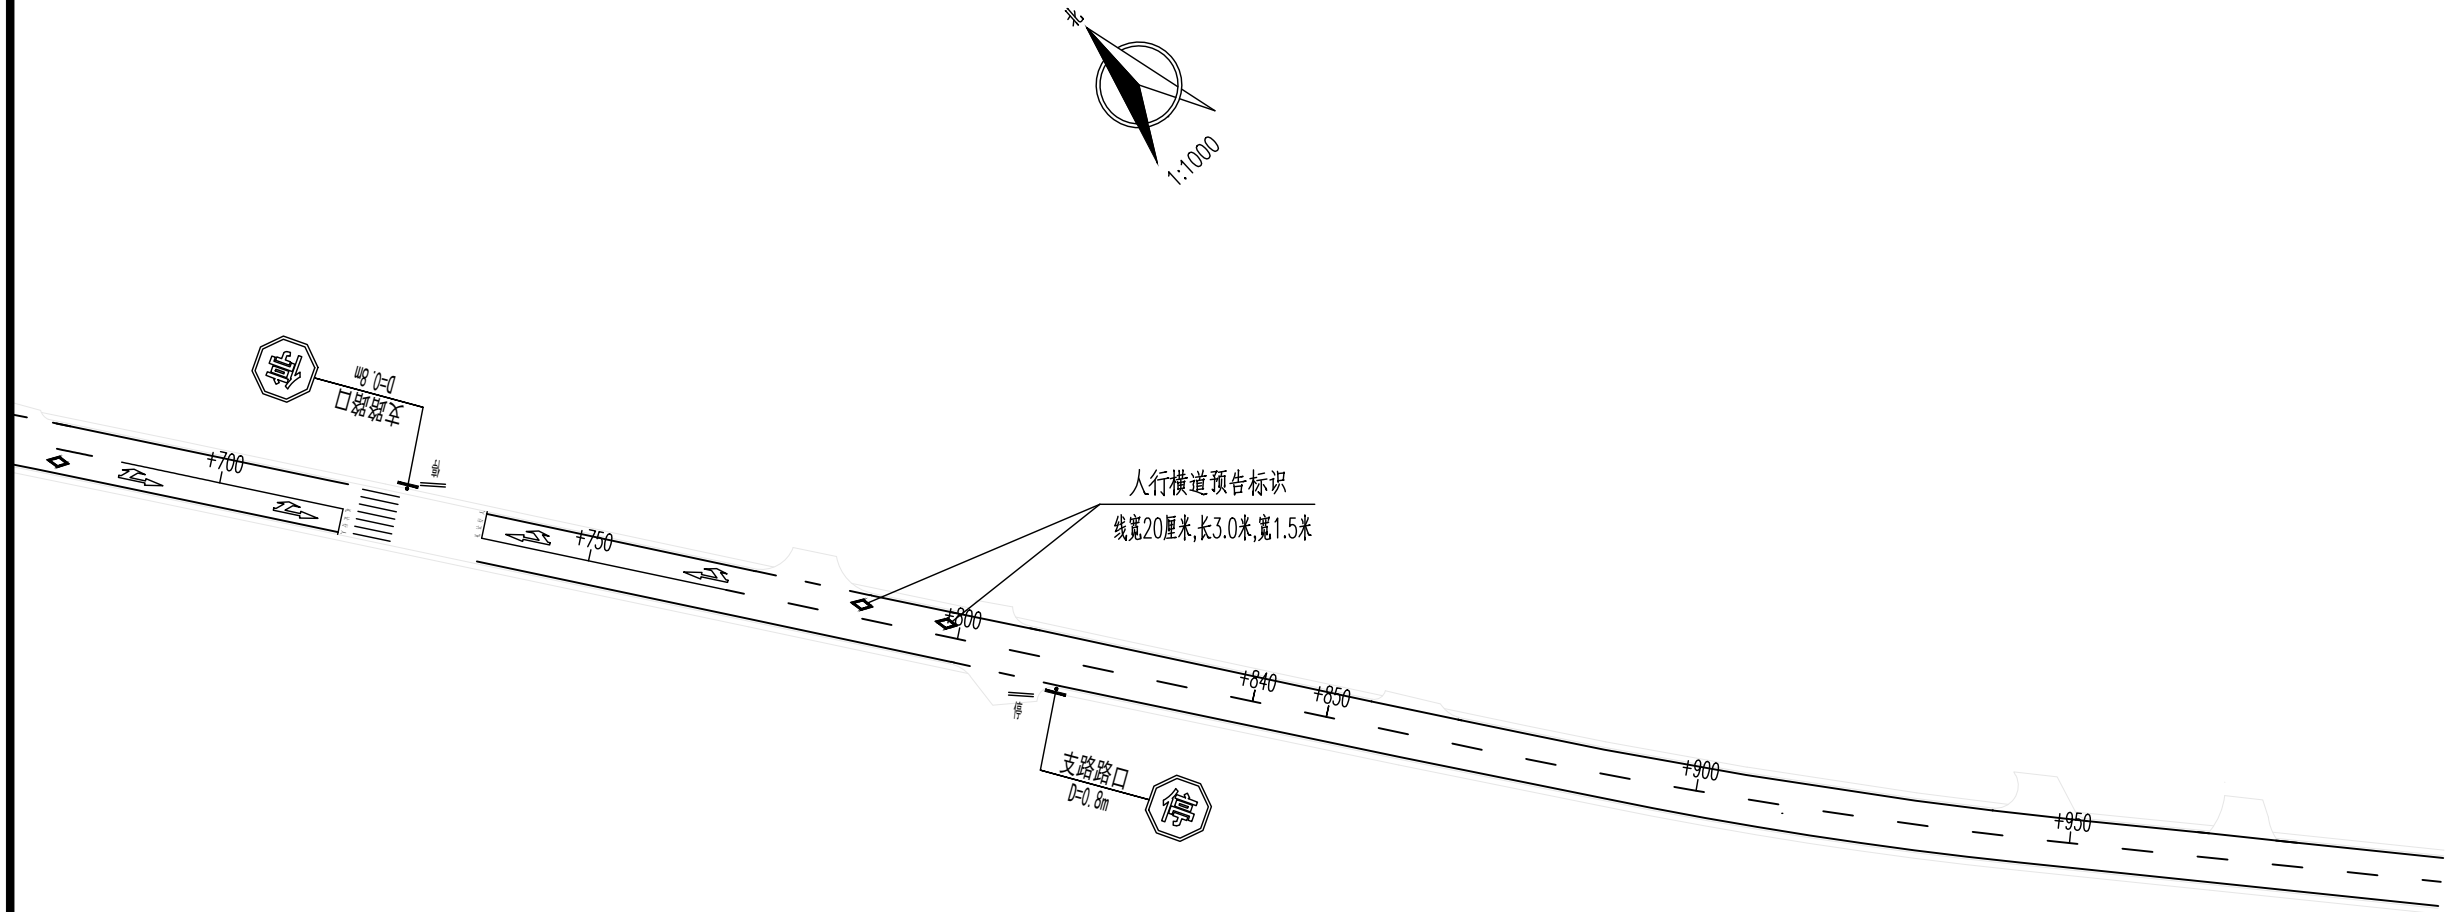 北
1:1000
停
D=0.8m
支路路口
停
+700
+750
人行横道预告标识
线宽20厘米,长3.0米,宽1.5米
+800
+840
+850
停
支路路口
D=0.8m
停
+900
+950